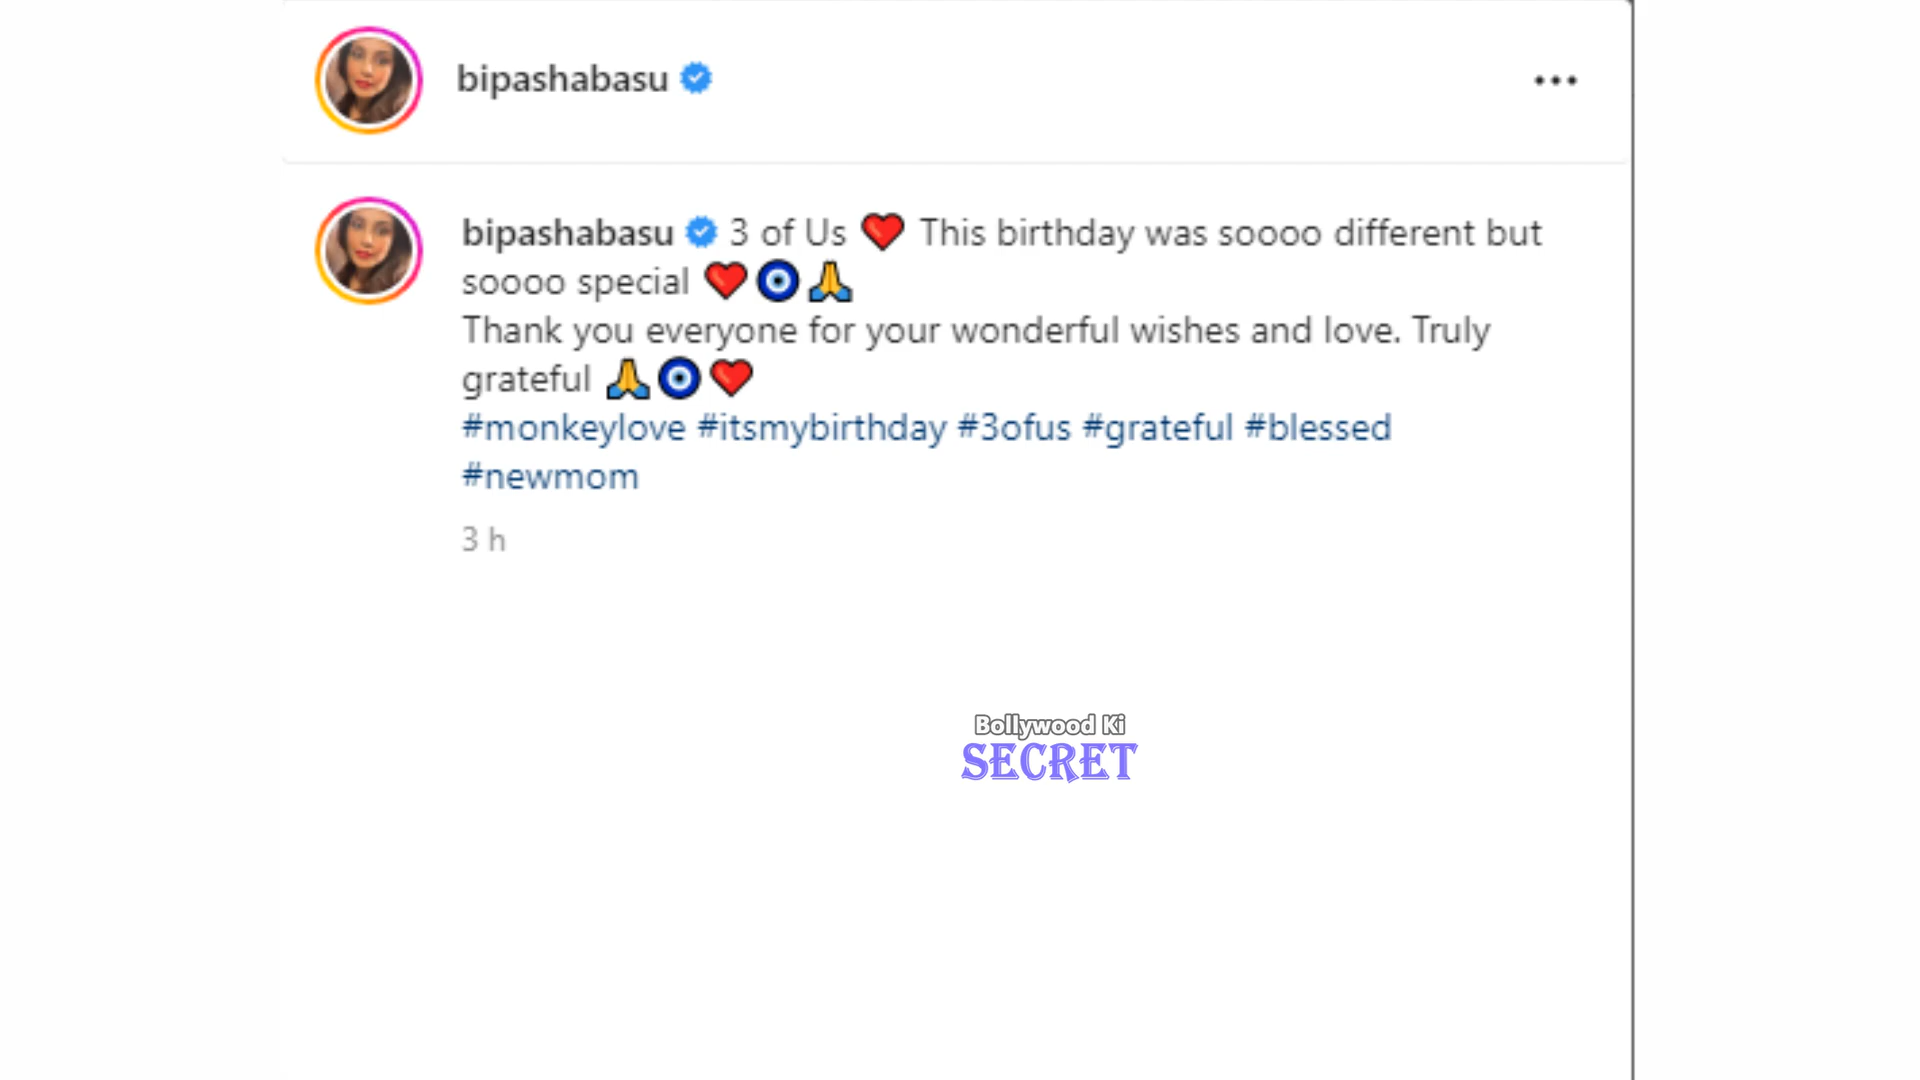 bipashabasu
bipashabasu 3 of Us ❤️ This birthday was soooo different but
soooo special ❤️🧿🙏
Thank you everyone for your wonderful wishes and love. Truly
grateful 🙏🧿❤️
#monkeylove #itsmybirthday #3ofus #grateful #blessed
#newmom
3 h
Bollywood Ki
SECRET